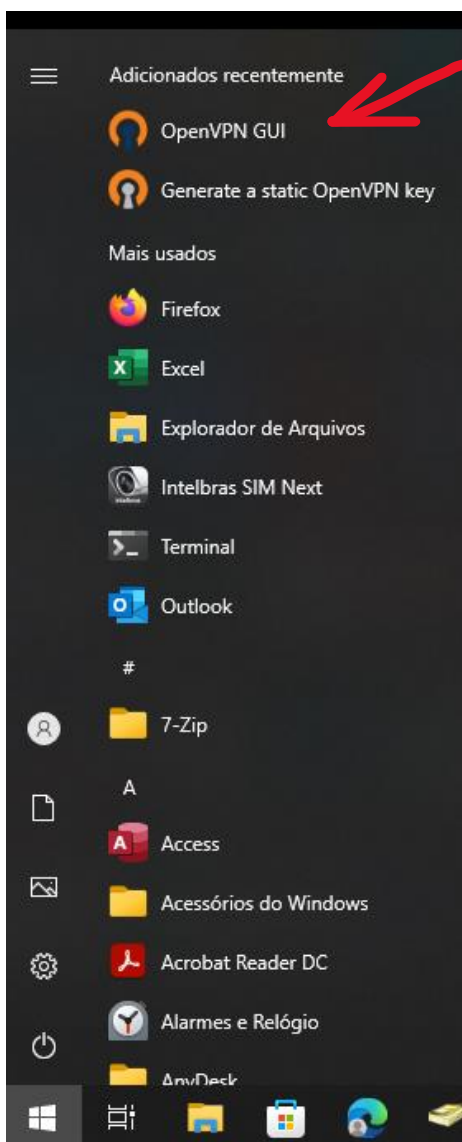 Adicionados recentemente
OpenVPN GUI
Generate a static OpenVPN key
Mais usados
Firefox
Excel
Explorador de Arquivos
Intelbras SIM Next
Terminal
Outlook
#
7-Zip
A
Access
Acessórios do Windows
Acrobat Reader DC
Alarmes e Relógio
AnyDesk